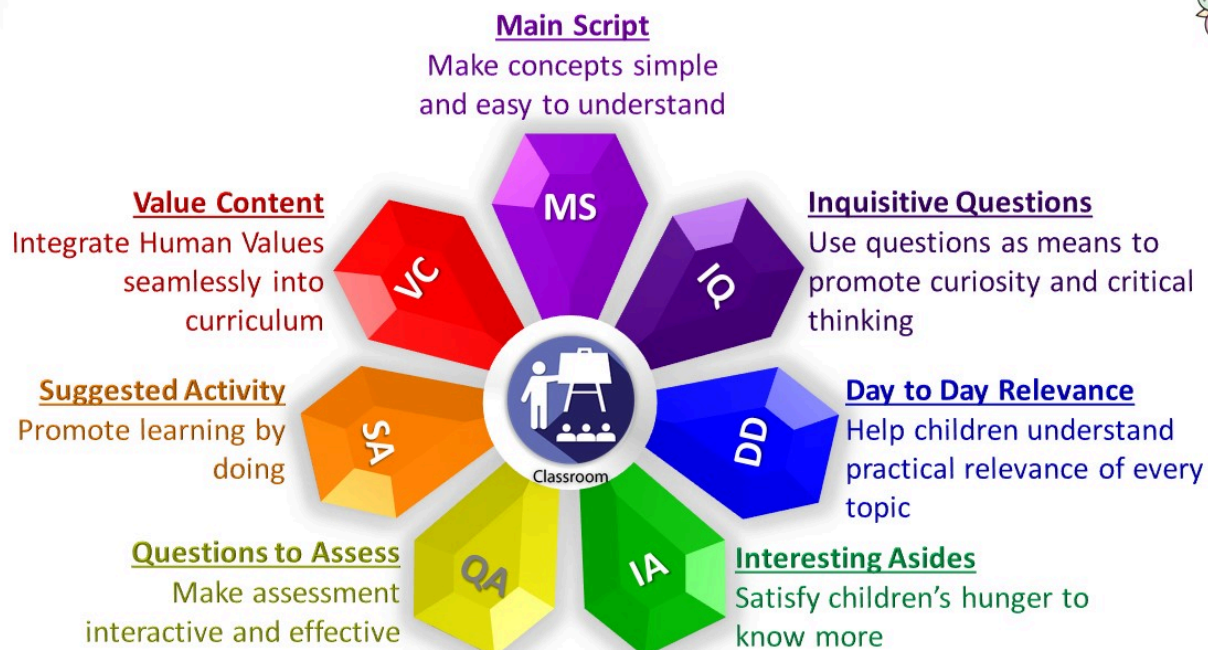 Main Script
Make concepts simple
and easy to understand
MS
Inquisitive Questions
Use questions as means to
promote curiosity and critical
thinking
IQ
Day to Day Relevance
Help children understand
practical relevance of every
topic
DD
Interesting Asides
Satisfy children's hunger to
know more
IA
Questions to Assess
Make assessment
interactive and effective
QA
Suggested Activity
Promote learning by
doing
SA
Value Content
Integrate Human Values
seamlessly into
curriculum
VC
Classroom